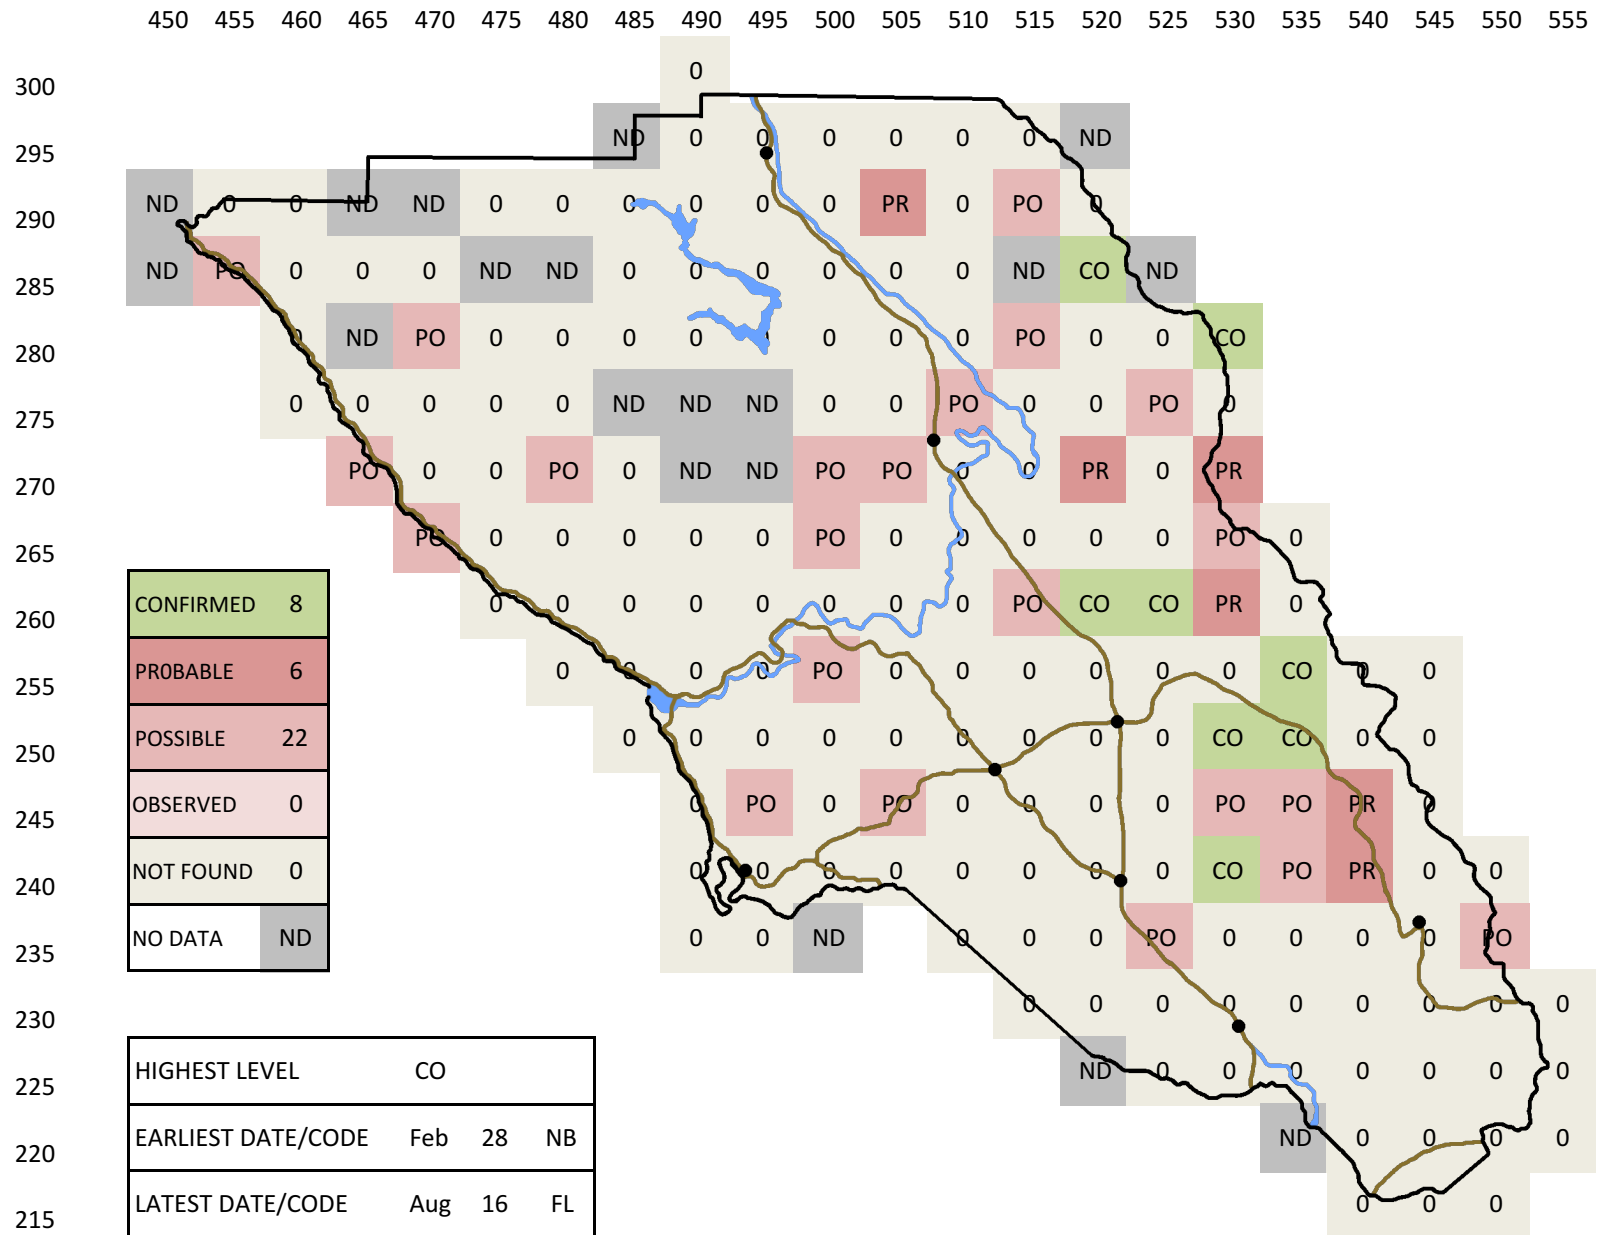 450 455 460 465 470 475 480 485 490 495 500 505 510 515 520 525 530 535 540 545 550 555
300 0
295 ND 0 0 0 0 0 0 ND
290 ND 0 0 ND ND 0 0 0 0 0 0 PR 0 PO 0
285 ND PO 0 0 0 ND ND 0 0 0 0 0 0 ND CO ND
280 0 ND PO 0 0 0 0 0 0 0 0 PO 0 0 CO
275 0 0 0 0 0 ND ND ND 0 0 PO 0 0 PO 0
270 PO 0 0 PO 0 ND ND PO PO 0 0 PR 0 PR
265 PO 0 0 0 0 0 PO 0 0 0 0 0 PO 0
260 CONFIRMED 8 0 0 0 0 0 0 0 0 PO CO CO PR 0
255 PR0BABLE 6 0 0 0 0 PO 0 0 0 0 0 0 CO 0 0
250 POSSIBLE 22 0 0 0 0 0 0 0 0 0 CO CO 0 0
245 OBSERVED 0 0 PO 0 PO 0 0 0 0 PO PO PR 0
240 NOT FOUND 0 0 0 0 0 0 0 0 0 CO PO PR 0 0
235 NO DATA ND 0 0 ND 0 0 0 PO 0 0 0 0 PO
230 0 0 0 0 0 0 0 0 0
225 HIGHEST LEVEL CO ND 0 0 0 0 0 0 0
220 EARLIEST DATE/CODE Feb 28 NB ND 0 0 0 0
215 LATEST DATE/CODE Aug 16 FL 0 0 0